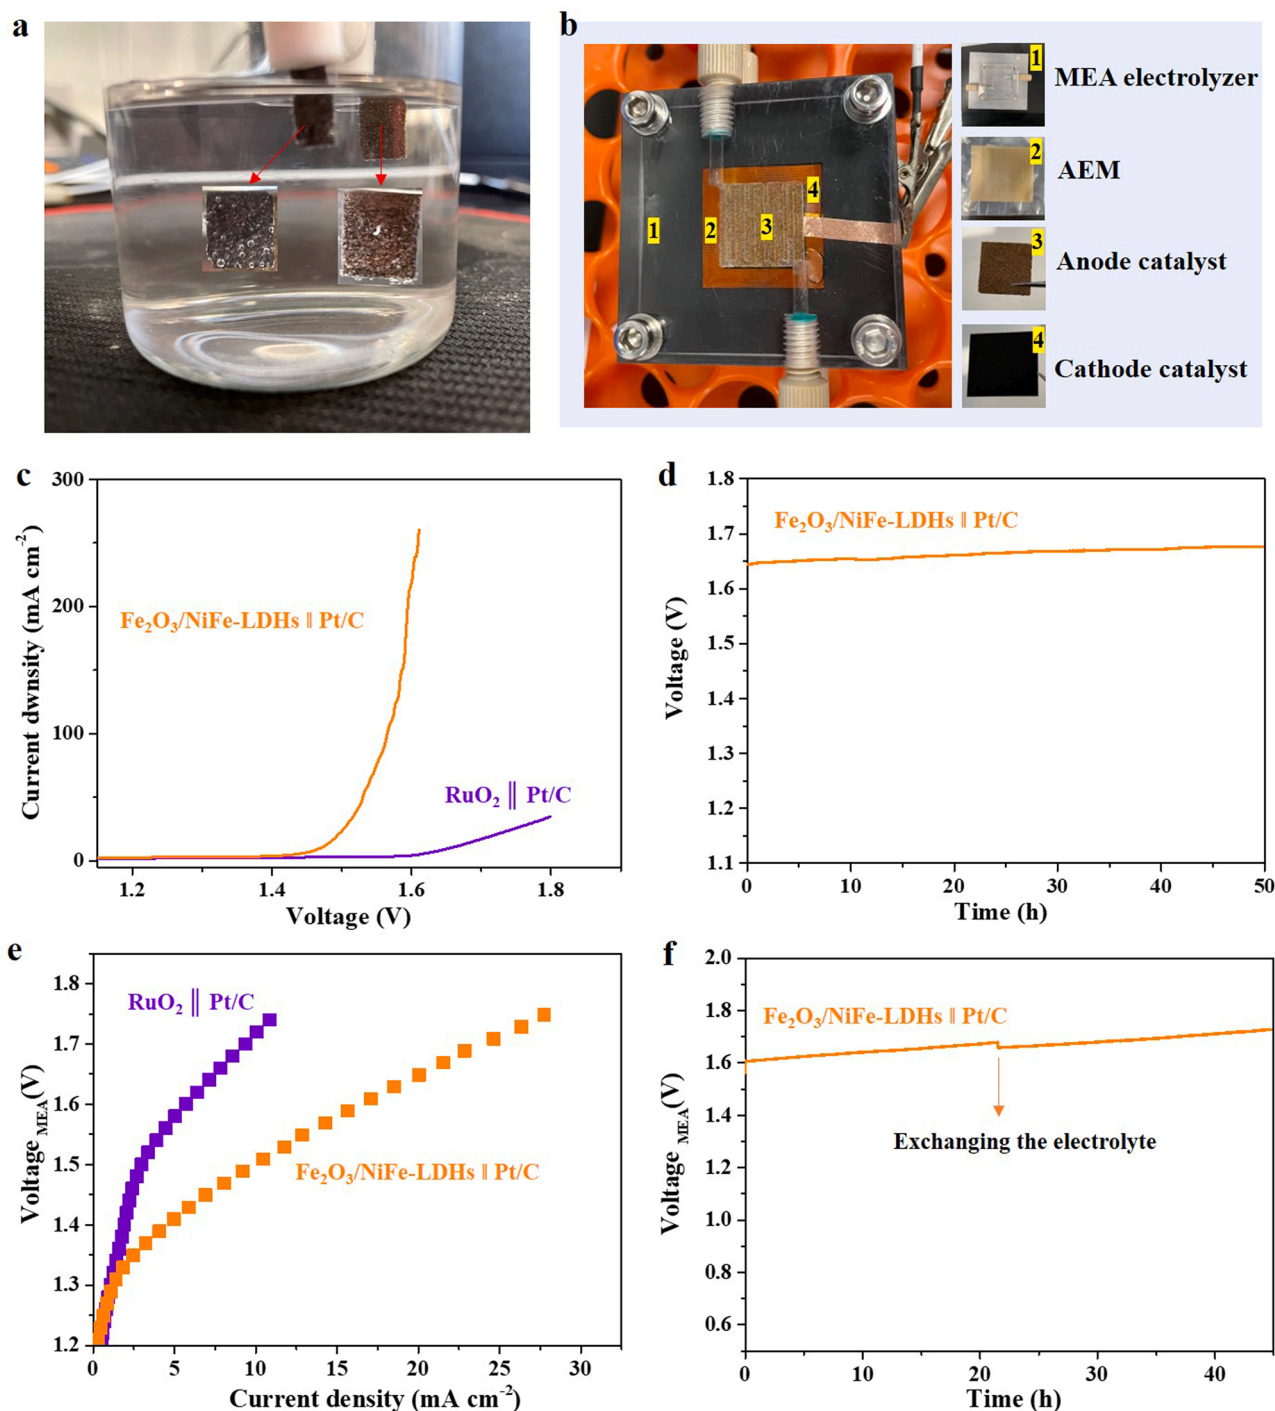 a
b
1
2
3
4
1
MEA electrolyzer
2
AEM
3
Anode catalyst
4
Cathode catalyst
c
300
200
100
0
Current dwnsity (mA cm⁻²)
Fe₂O₃/NiFe-LDHs ‖ Pt/C
RuO₂ ‖ Pt/C
1.2 1.4 1.6 1.8
Voltage (V)
d
1.8
1.7
1.6
1.5
1.4
1.3
1.2
1.1
Voltage (V)
Fe₂O₃/NiFe-LDHs ‖ Pt/C
0 10 20 30 40 50
Time (h)
e
1.8
1.7
1.6
1.5
1.4
1.3
1.2
Voltage MEA(V)
RuO₂ ‖ Pt/C
Fe₂O₃/NiFe-LDHs ‖ Pt/C
0 5 10 15 20 25 30
Current density (mA cm⁻²)
f
2.0
1.8
1.6
1.4
1.2
1.0
0.8
0.6
Voltage MEA(V)
Fe₂O₃/NiFe-LDHs ‖ Pt/C
Exchanging the electrolyte
0 10 20 30 40
Time (h)